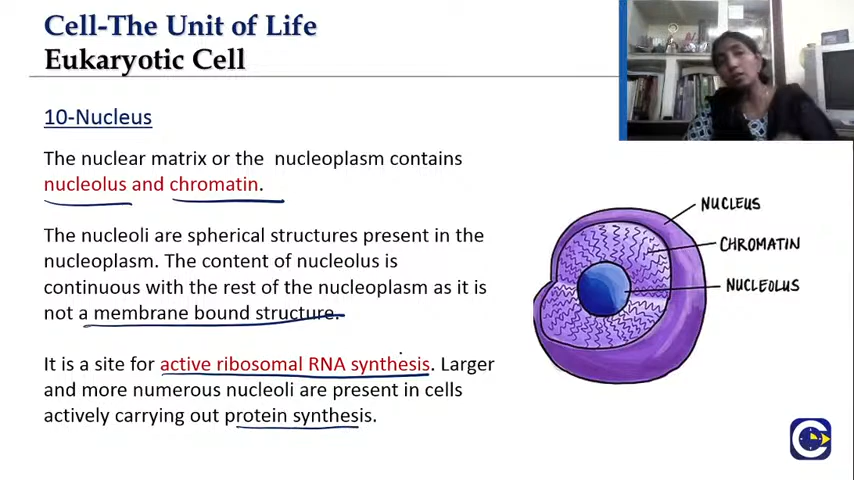 Cell-The Unit of Life
Eukaryotic Cell
10-Nucleus
The nuclear matrix or the nucleoplasm contains
nucleolus and chromatin.
The nucleoli are spherical structures present in the
nucleoplasm. The content of nucleolus is
continuous with the rest of the nucleoplasm as it is
not a membrane bound structure.
It is a site for active ribosomal RNA synthesis. Larger
and more numerous nucleoli are present in cells
actively carrying out protein synthesis.
NUCLEUS
CHROMATIN
NUCLEOLUS